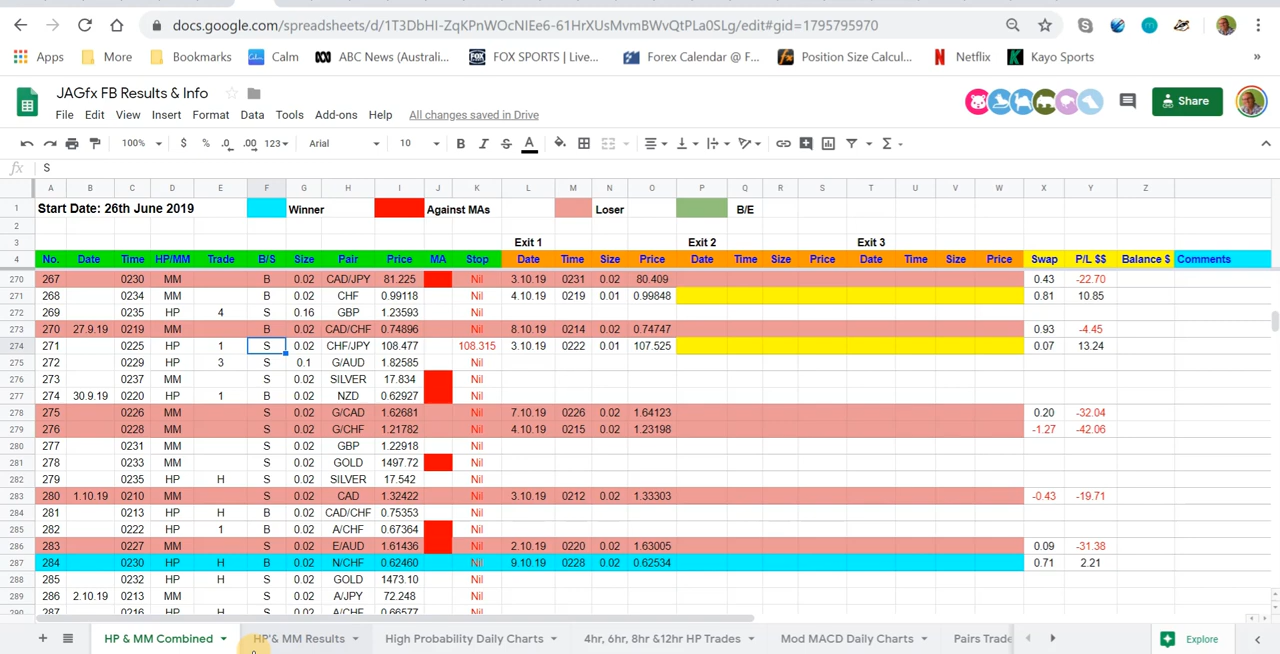 docs.google.com/spreadsheets/d/1T3DbHI-ZqKPnWOcNIEe6-61HrXUsMvmBWvQtPLa0SLg/edit#gid=1795795970
Apps More Bookmarks Calm ABC News (Australi... FOX SPORTS | Live... Forex Calendar @ F... Position Size Calcul... Netflix Kayo Sports »
JAGfx FB Results & Info
File Edit View Insert Format Data Tools Add-ons Help All changes saved in Drive
Share
100% $ % .0 .00 123 Arial 10 B I S A Σ
fx S
A B C D E F G H I J K L M N O P Q R S T U V W X Y Z
1 Start Date: 26th June 2019 Winner Against MAs Loser B/E
2
3 Exit 1 Exit 2 Exit 3
4 No. Date Time HP/MM Trade B/S Size Pair Price MA Stop Date Time Size Price Date Time Size Price Date Time Size Price Swap P/L $$ Balance $ Comments
270 267 0230 MM B 0.02 CAD/JPY 81.225 Nil 3.10.19 0231 0.02 80.409 0.43 -22.70
271 268 0234 MM B 0.02 CHF 0.99118 Nil 4.10.19 0219 0.01 0.99848 0.81 10.85
272 269 0235 HP 4 S 0.16 GBP 1.23593 Nil
273 270 27.9.19 0219 MM B 0.02 CAD/CHF 0.74896 Nil 8.10.19 0214 0.02 0.74747 0.93 -4.45
274 271 0225 HP 1 S 0.02 CHF/JPY 108.477 108.315 3.10.19 0222 0.01 107.525 0.07 13.24
275 272 0229 HP 3 S 0.1 G/AUD 1.82585 Nil
276 273 0237 MM S 0.02 SILVER 17.834 Nil
277 274 30.9.19 0220 HP 1 B 0.02 NZD 0.62927 Nil
278 275 0226 MM S 0.02 G/CAD 1.62681 Nil 7.10.19 0226 0.02 1.64123 0.20 -32.04
279 276 0228 MM S 0.02 G/CHF 1.21782 Nil 4.10.19 0215 0.02 1.23198 -1.27 -42.06
280 277 0231 MM S 0.02 GBP 1.22918 Nil
281 278 0233 MM S 0.02 GOLD 1497.72 Nil
282 279 0235 HP H S 0.02 SILVER 17.542 Nil
283 280 1.10.19 0210 MM S 0.02 CAD 1.32422 Nil 3.10.19 0212 0.02 1.33303 -0.43 -19.71
284 281 0213 HP H B 0.02 CAD/CHF 0.75353 Nil
285 282 0222 HP 1 B 0.02 A/CHF 0.67364 Nil
286 283 0227 MM S 0.02 E/AUD 1.61436 Nil 2.10.19 0220 0.02 1.63005 0.09 -31.38
287 284 0230 HP H B 0.02 N/CHF 0.62460 Nil 9.10.19 0228 0.02 0.62534 0.71 2.21
288 285 0232 HP H S 0.02 GOLD 1473.10 Nil
289 286 2.10.19 0213 MM S 0.02 A/JPY 72.248 Nil
290 287 0216 HP H S 0.02 A/CHF 0.66577 Nil
HP & MM Combined HP'& MM Results High Probability Daily Charts 4hr, 6hr, 8hr &12hr HP Trades Mod MACD Daily Charts Pairs Trade Explore